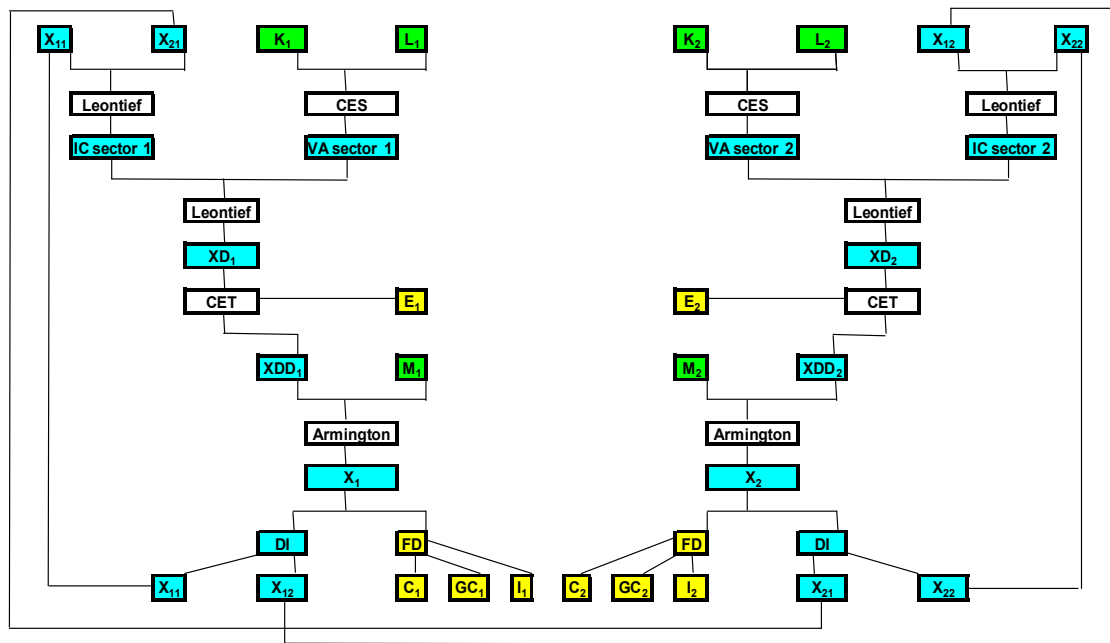 X₁₁ X₂₁ K₁ L₁ K₂ L₂ X₁₂ X₂₂
Leontief CES CES Leontief
IC sector 1 VA sector 1 VA sector 2 IC sector 2
Leontief Leontief
XD₁ XD₂
CET E₁ E₂ CET
XDD₁ M₁ M₂ XDD₂
Armington Armington
X₁ X₂
DI FD FD DI
X₁₁ X₁₂ C₁ GC₁ I₁ C₂ GC₂ I₂ X₂₁ X₂₂